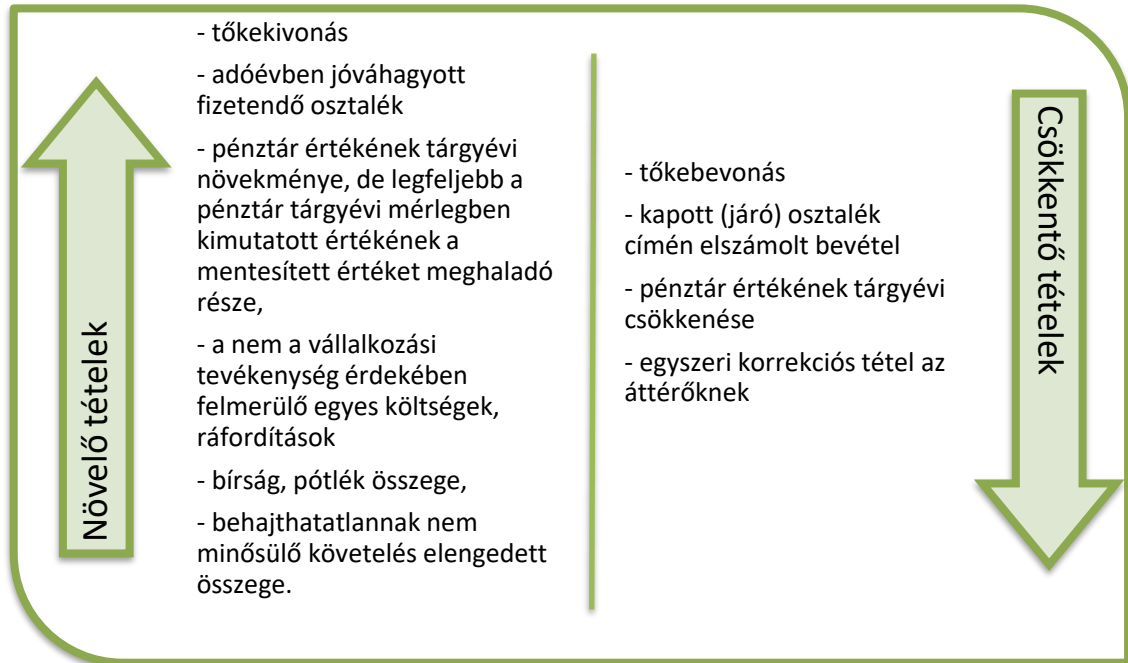 Növelő tételek
- tőkekivonás
- adóévben jóváhagyott
fizetendő osztalék
- pénztár értékének tárgyévi
növekménye, de legfeljebb a
pénztár tárgyévi mérlegben
kimutatott értékének a
mentesített értéket meghaladó
része,
- a nem a vállalkozási
tevékenység érdekében
felmerülő egyes költségek,
ráfordítások
- bírság, pótlék összege,
- behajthatatlannak nem
minősülő követelés elengedett
összege.
- tőkebevonás
- kapott (járó) osztalék
címén elszámolt bevétel
- pénztár értékének tárgyévi
csökkenése
- egyszeri korrekciós tétel az
áttérőknek
Csökkentő tételek